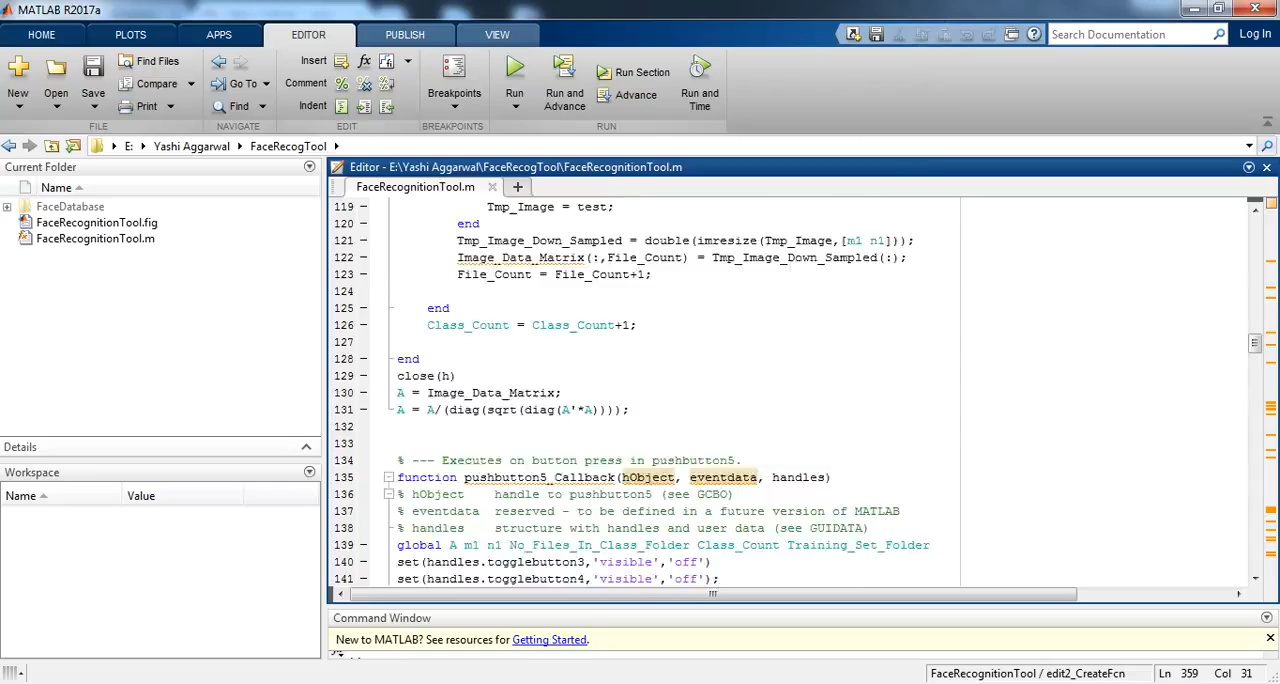 MATLAB R2017a
HOME PLOTS APPS EDITOR PUBLISH VIEW Search Documentation Log In
New Open Save Find Files Compare Print
Go To Find
Insert fx
Comment
Indent
Breakpoints
Run Run and Advance Run Section Advance Run and Time
FILE NAVIGATE EDIT BREAKPOINTS RUN
E: Yashi Aggarwal FaceRecogTool
Current Folder
Name
FaceDatabase
FaceRecognitionTool.fig
FaceRecognitionTool.m
Details
Workspace
Name Value
Editor - E:\Yashi Aggarwal\FaceRecogTool\FaceRecognitionTool.m
FaceRecognitionTool.m
119 – Tmp_Image = test;
120 – end
121 – Tmp_Image_Down_Sampled = double(imresize(Tmp_Image,[m1 n1]));
122 – Image_Data_Matrix(:,File_Count) = Tmp_Image_Down_Sampled(:);
123 – File_Count = File_Count+1;
124
125 – end
126 – Class_Count = Class_Count+1;
127
128 – end
129 – close(h)
130 – A = Image_Data_Matrix;
131 – A = A/(diag(sqrt(diag(A'*A))));
132
133
134 % --- Executes on button press in pushbutton5.
135 function pushbutton5_Callback(hObject, eventdata, handles)
136 % hObject handle to pushbutton5 (see GCBO)
137 % eventdata reserved - to be defined in a future version of MATLAB
138 % handles structure with handles and user data (see GUIDATA)
139 – global A m1 n1 No_Files_In_Class_Folder Class_Count Training_Set_Folder
140 – set(handles.togglebutton3,'visible','off')
141 – set(handles.togglebutton4,'visible','off');
Command Window
New to MATLAB? See resources for Getting Started.
FaceRecognitionTool / edit2_CreateFcn Ln 359 Col 31